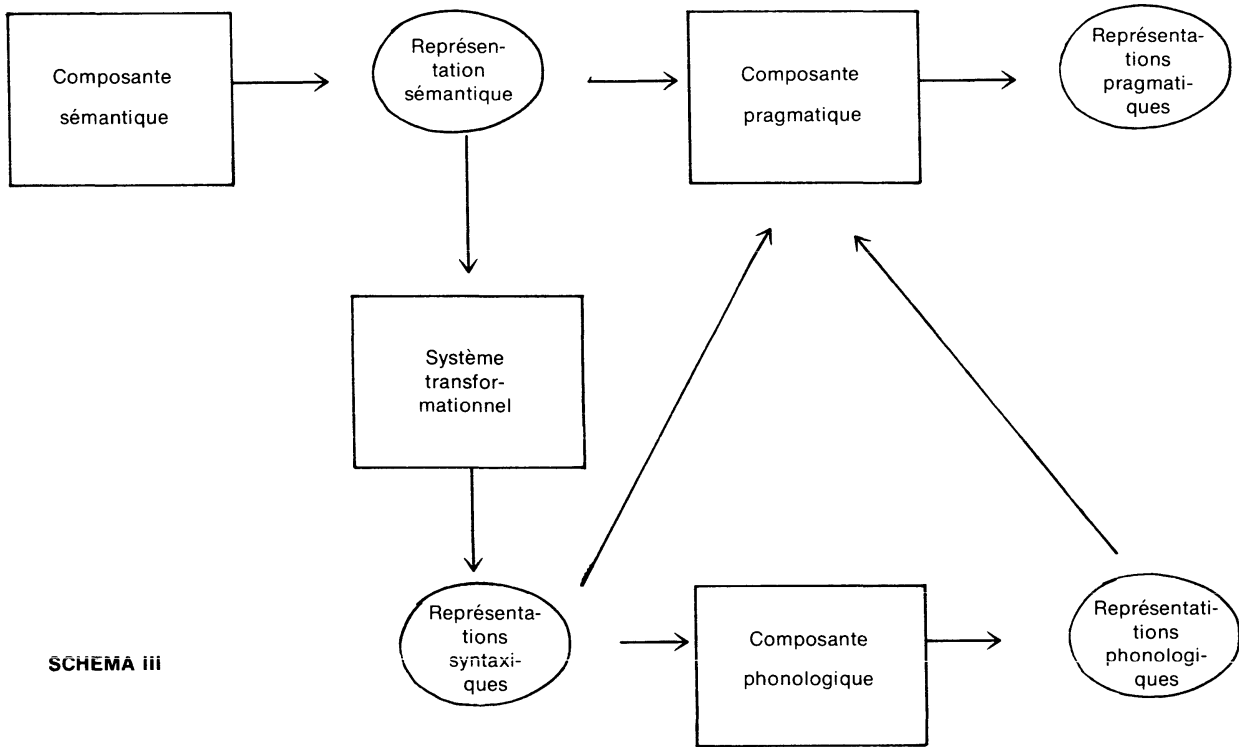 Composante
sémantique
Représen-
tation
sémantique
Composante
pragmatique
Représenta-
tions
pragmati-
ques
Système
transfor-
mationnel
Représenta-
tions
syntaxi-
ques
Composante
phonologique
Représentati-
tions
phonologi-
ques
SCHEMA iii